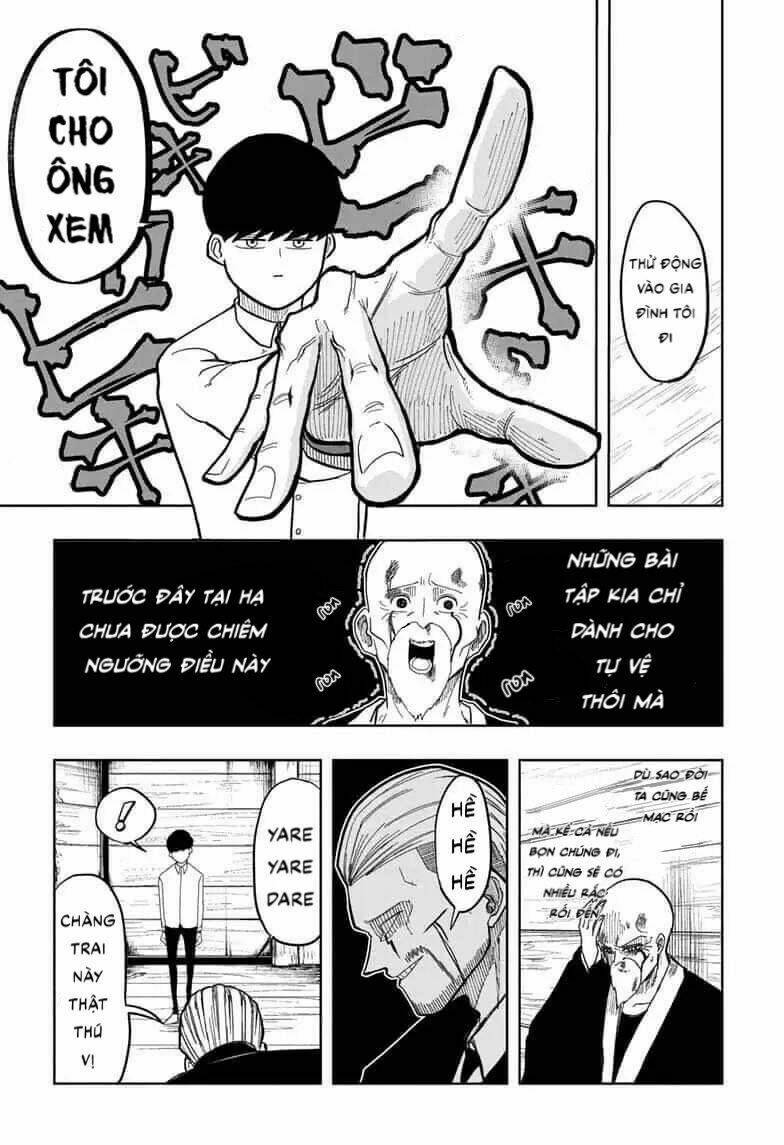 THỬ ĐỘNG
VÀO GIA
ĐÌNH TÔI
ĐI
TÔI
CHO
ÔNG
XEM
NHỮNG BÀI
TẬP KIA CHỈ
DÀNH CHO
TỰ VỆ
THÔI MÀ
TRƯỚC ĐÂY TẠI HẠ
CHƯA ĐƯỢC CHIÊM
NGƯỠNG ĐIỀU NÀY
DÙ SAO ĐỜI
TA CŨNG BẾ
MẠC RỒI
MÀ KỂ CẢ NẾU
BỌN CHÚNG ĐI,
THÌ CŨNG SẼ CÓ
NHIỀU RẮC
RỐI ĐẾN
HỀ
HỀ
HỀ
YARE
YARE
DARE
!
CHÀNG
TRAI
NÀY
THẬT
THÚ
VỊ